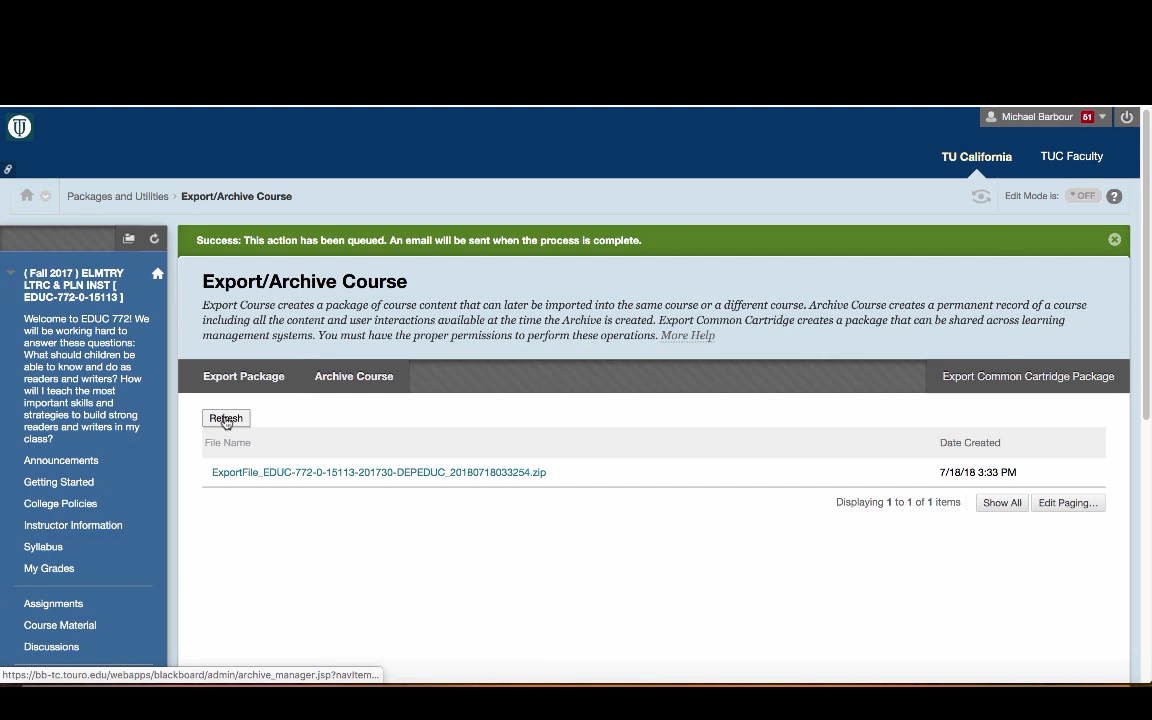 Michael Barbour 51
TU California TUC Faculty
Packages and Utilities Export/Archive Course Edit Mode is: OFF ?
Success: This action has been queued. An email will be sent when the process is complete.
( Fall 2017 ) ELMTRY
LTRC & PLN INST [
EDUC-772-0-15113 ]
Welcome to EDUC 772! We
will be working hard to
answer these questions:
What should children be
able to know and do as
readers and writers? How
will I teach the most
important skills and
strategies to build strong
readers and writers in my
class?
Announcements
Getting Started
College Policies
Instructor Information
Syllabus
My Grades
Assignments
Course Material
Discussions
Export/Archive Course
Export Course creates a package of course content that can later be imported into the same course or a different course. Archive Course creates a permanent record of a course
including all the content and user interactions available at the time the Archive is created. Export Common Cartridge creates a package that can be shared across learning
management systems. You must have the proper permissions to perform these operations. More Help
Export Package Archive Course Export Common Cartridge Package
Refresh
File Name Date Created
ExportFile_EDUC-772-0-15113-201730-DEPEDUC_20180718033254.zip 7/18/18 3:33 PM
Displaying 1 to 1 of 1 items Show All Edit Paging...
https://bb-tc.touro.edu/webapps/blackboard/admin/archive_manager.jsp?navItem...